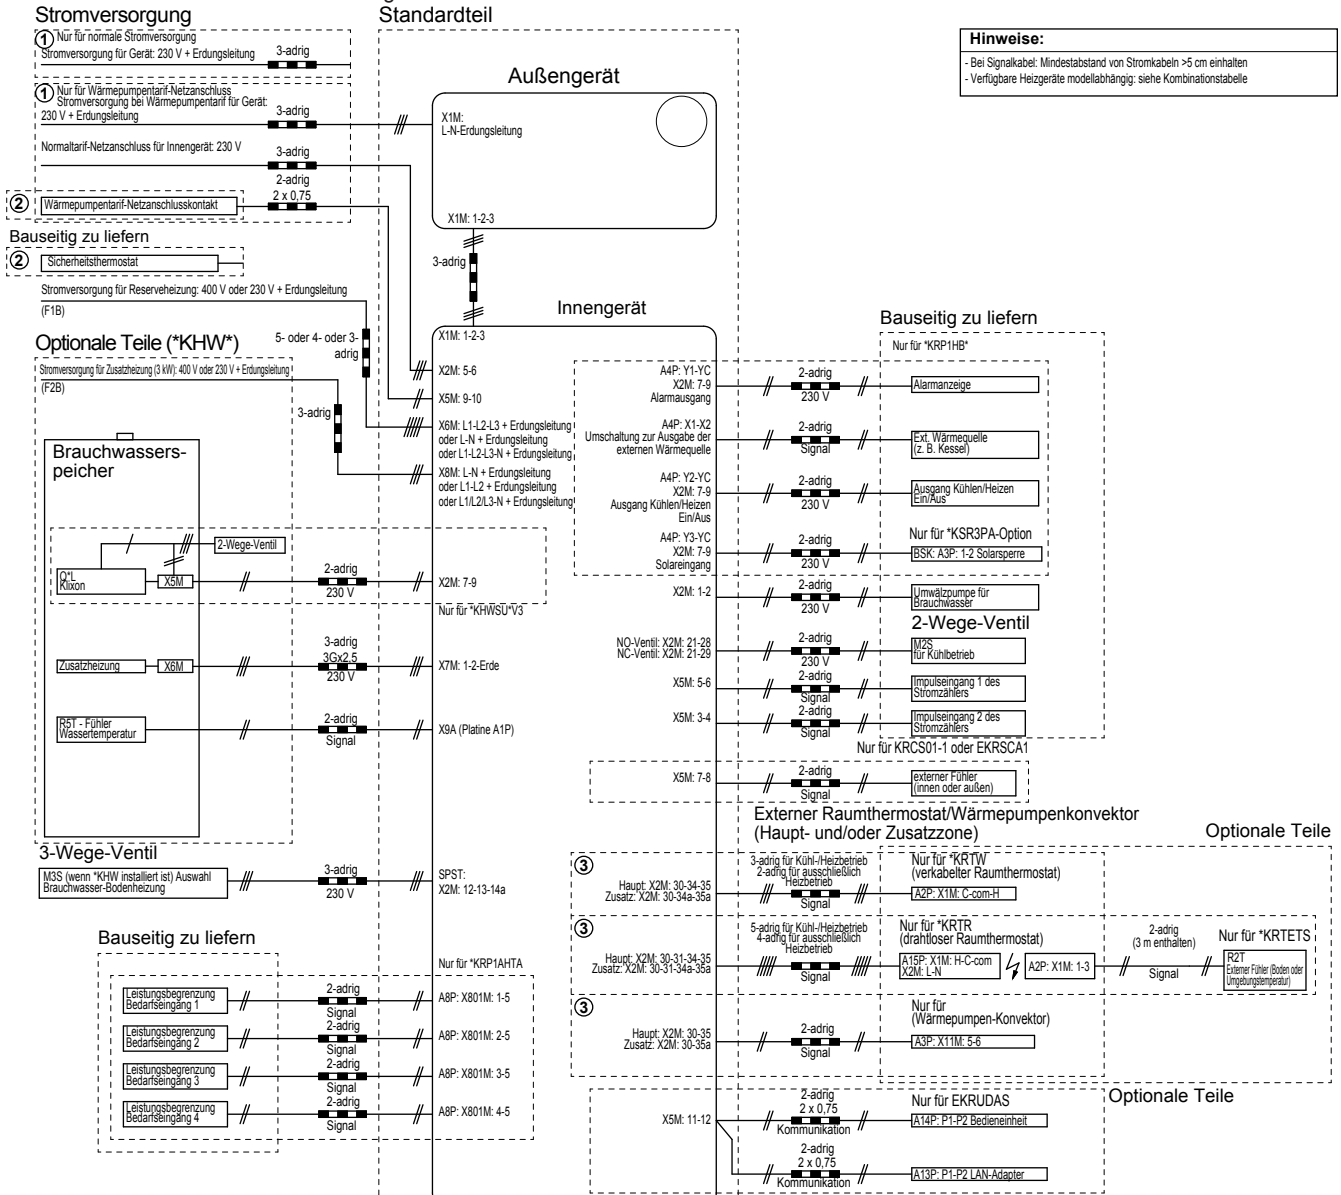 Stromversorgung
① Nur für normale Stromversorgung
Stromversorgung für Gerät: 230 V + Erdungsleitung
3-adrig
① Nur für Wärmepumpentarif-Netzanschluss
Stromversorgung bei Wärmepumpentarif für Gerät:
230 V + Erdungsleitung
3-adrig
Normaltarif-Netzanschluss für Innengerät: 230 V
3-adrig
2-adrig
2 x 0,75
② Wärmepumpentarif-Netzanschlusskontakt
Bauseitig zu liefern
② Sicherheitsthermostat
Stromversorgung für Reserveheizung: 400 V oder 230 V + Erdungsleitung
(F1B)
5- oder 4- oder 3-
adrig
Optionale Teile (*KHW*)
Stromversorgung für Zusatzheizung (3 kW): 400 V oder 230 V + Erdungsleitung
(F2B)
3-adrig
Brauchwassers-
peicher
2-Wege-Ventil
Q*L
Klixon
X5M
2-adrig
230 V
Zusatzheizung
X6M
3-adrig
3Gx2,5
230 V
R5T - Fühler
Wassertemperatur
2-adrig
Signal
3-Wege-Ventil
M3S (wenn *KHW installiert ist) Auswahl
Brauchwasser-Bodenheizung
3-adrig
230 V
Bauseitig zu liefern
Leistungsbegrenzung
Bedarfseingang 1
2-adrig
Signal
Leistungsbegrenzung
Bedarfseingang 2
2-adrig
Signal
Leistungsbegrenzung
Bedarfseingang 3
2-adrig
Signal
Leistungsbegrenzung
Bedarfseingang 4
2-adrig
Signal
Standardteil
Außengerät
X1M:
L-N-Erdungsleitung
X1M: 1-2-3
3-adrig
Innengerät
X1M: 1-2-3
X2M: 5-6
X5M: 9-10
X6M: L1-L2-L3 + Erdungsleitung
oder L-N + Erdungsleitung
oder L1-L2-L3-N + Erdungsleitung
X8M: L-N + Erdungsleitung
oder L1-L2 + Erdungsleitung
oder L1/L2/L3-N + Erdungsleitung
X2M: 7-9
Nur für *KHWSU*V3
X7M: 1-2-Erde
X9A (Platine A1P)
SPST:
X2M: 12-13-14a
Nur für *KRP1AHTA
A8P: X801M: 1-5
A8P: X801M: 2-5
A8P: X801M: 3-5
A8P: X801M: 4-5
Hinweise:
- Bei Signalkabel: Mindestabstand von Stromkabeln >5 cm einhalten
- Verfügbare Heizgeräte modellabhängig: siehe Kombinationstabelle
Bauseitig zu liefern
Nur für *KRP1HB*
A4P: Y1-YC
X2M: 7-9
Alarmausgang
2-adrig
230 V
Alarmanzeige
A4P: X1-X2
Umschaltung zur Ausgabe der
externen Wärmequelle
2-adrig
Signal
Ext. Wärmequelle
(z. B. Kessel)
A4P: Y2-YC
X2M: 7-9
Ausgang Kühlen/Heizen
Ein/Aus
2-adrig
230 V
Ausgang Kühlen/Heizen
Ein/Aus
A4P: Y3-YC
X2M: 7-9
Solareingang
2-adrig
230 V
Nur für *KSR3PA-Option
BSK: A3P: 1-2 Solarsperre
X2M: 1-2
2-adrig
230 V
Umwälzpumpe für
Brauchwasser
2-Wege-Ventil
NO-Ventil: X2M: 21-28
NC-Ventil: X2M: 21-29
2-adrig
230 V
M2S
für Kühlbetrieb
X5M: 5-6
2-adrig
Signal
Impulseingang 1 des
Stromzählers
X5M: 3-4
2-adrig
Signal
Impulseingang 2 des
Stromzählers
Nur für KRCS01-1 oder EKRSCA1
X5M: 7-8
2-adrig
Signal
externer Fühler
(innen oder außen)
Externer Raumthermostat/Wärmepumpenkonvektor
(Haupt- und/oder Zusatzzone)
Optionale Teile
③
Haupt: X2M: 30-34-35
Zusatz: X2M: 30-34a-35a
3-adrig für Kühl-/Heizbetrieb
2-adrig für ausschließlich
Heizbetrieb
Signal
Nur für *KRTW
(verkabelter Raumthermostat)
A2P: X1M: C-com-H
③
Haupt: X2M: 30-31-34-35
Zusatz: X2M: 30-31-34a-35a
5-adrig für Kühl-/Heizbetrieb
4-adrig für ausschließlich
Heizbetrieb
Signal
Nur für *KRTR
(drahtloser Raumthermostat)
A15P: X1M: H-C-com
X2M: L-N
A2P: X1M: 1-3
2-adrig
(3 m enthalten)
Signal
Nur für *KRTETS
R2T
Externer Fühler (Boden oder
Umgebungstemperatur)
③
Haupt: X2M: 30-35
Zusatz: X2M: 30-35a
2-adrig
Signal
Nur für
(Wärmepumpen-Konvektor)
A3P: X11M: 5-6
Optionale Teile
X5M: 11-12
2-adrig
2 x 0,75
Kommunikation
Nur für EKRUDAS
A14P: P1-P2 Bedieneinheit
2-adrig
2 x 0,75
Kommunikation
A13P: P1-P2 LAN-Adapter